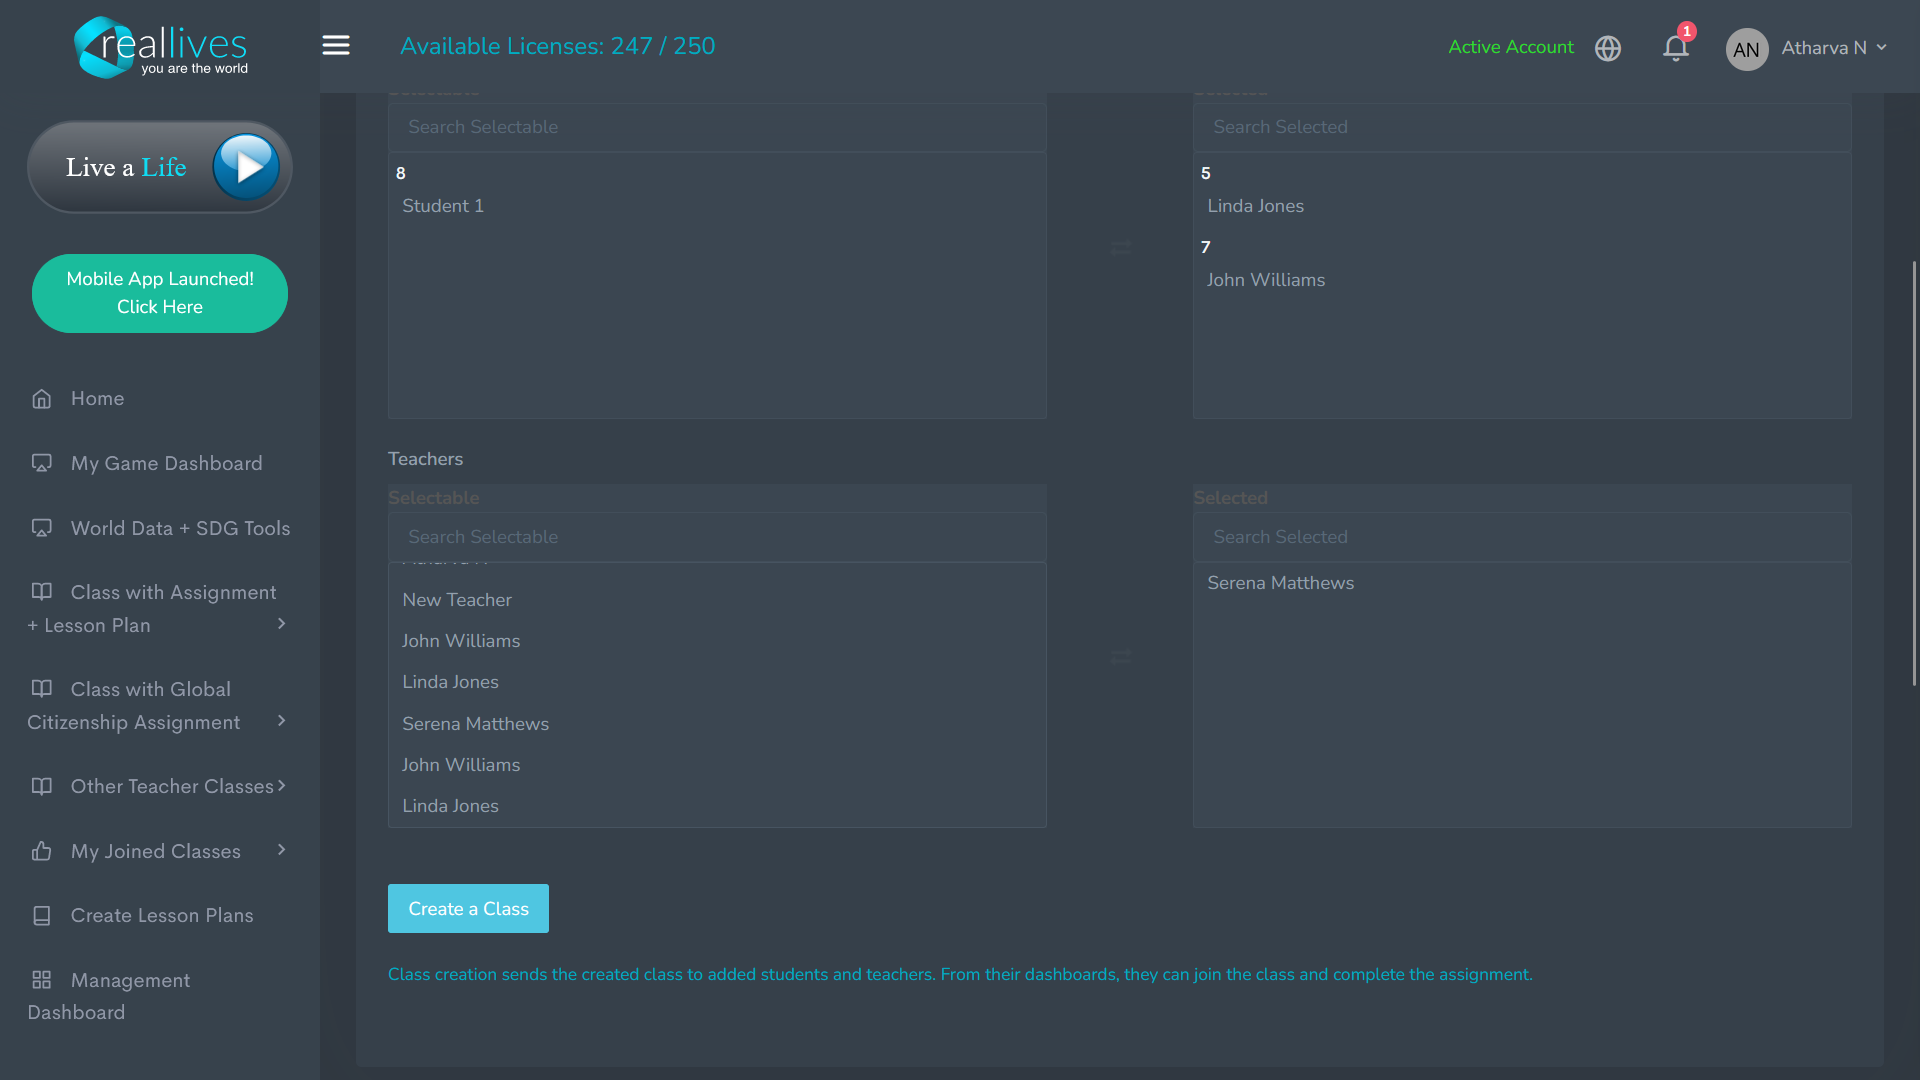 reallives
you are the world
Available Licenses: 247 / 250
Active Account
1
AN
Atharva N
Live a Life
Mobile App Launched!
Click Here
Home
My Game Dashboard
World Data + SDG Tools
Class with Assignment
+ Lesson Plan
Class with Global
Citizenship Assignment
Other Teacher Classes
My Joined Classes
Create Lesson Plans
Management
Dashboard
Search Selectable
Search Selected
8
Student 1
5
Linda Jones
7
John Williams
Teachers
Selectable
Selected
Search Selectable
Search Selected
New Teacher
John Williams
Linda Jones
Serena Matthews
John Williams
Linda Jones
Serena Matthews
Create a Class
Class creation sends the created class to added students and teachers. From their dashboards, they can join the class and complete the assignment.